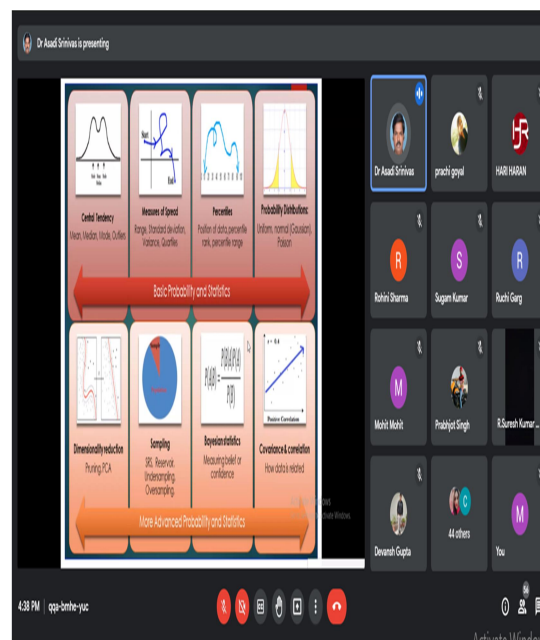 Dr Asadi Srinivas is presenting
Central Tendency
Mean, Median, Mode, Outliers
Measures of Spread
Range, Standard deviation,
Variance, Quartiles
Percentiles
Position of data, percentile
rank, percentile range
Probability Distributions:
Uniform, normal (Gaussian),
Poison
Start
End
Basic Probability and Statistics
Dimensionality reduction
Pruning, PCA
Sampling
SRS, Reservoir,
Undersampling,
Oversampling,
Bayesian statistics
Measuring belief or
confidence
Positive Correlation
Covariance & correlation
How data is related
More Advanced Probability and Statistics
Dr Asadi Srinivas
prachi goyal
HARI HARAN
R
Rohini Sharma
S
Sugam Kumar
R
Ruchi Garg
M
Mohit Mohit
Prabhjot Singh
R.Suresh Kumar ...
Devansh Gupta
C
44 others
M
You
4:38 PM | qqa-bmhe-yuc
56